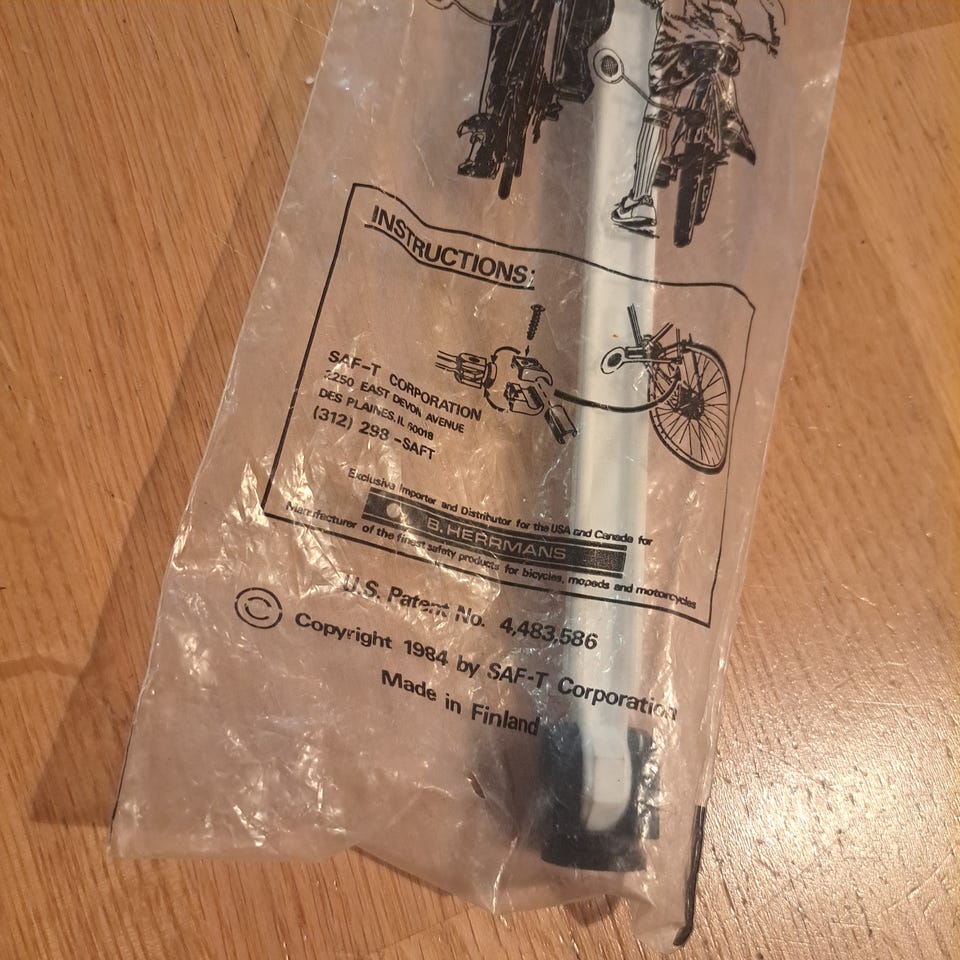 INSTRUCTIONS:
SAF-T CORPORATION
2250 EAST DEVON AVENUE
DES PLAINES, IL 60018
(312) 298-SAFT
Exclusive Importer and Distributor for the USA and Canada for
B. HERRMANS
Manufacturer of the finest safety products for bicycles, mopeds and motorcycles
U.S. Patent No. 4,483,586
© Copyright 1984 by SAF-T Corporation
Made in Finland